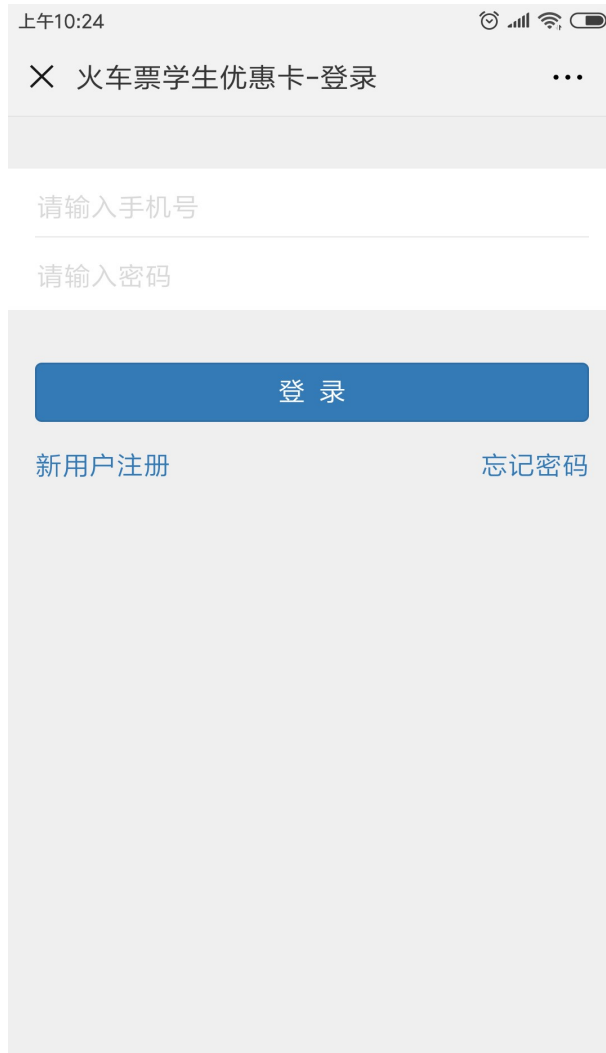 上午10:24
火车票学生优惠卡-登录
请输入手机号
请输入密码
登 录
新用户注册 忘记密码